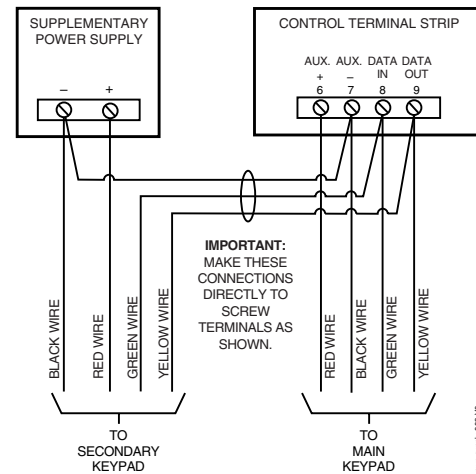 SUPPLEMENTARY
POWER SUPPLY
– +
CONTROL TERMINAL STRIP
AUX. AUX. DATA DATA
+ – IN OUT
6 7 8 9
IMPORTANT:
MAKE THESE
CONNECTIONS
DIRECTLY TO
SCREW
TERMINALS AS
SHOWN.
BLACK WIRE
RED WIRE
GREEN WIRE
YELLOW WIRE
RED WIRE
BLACK WIRE
GREEN WIRE
YELLOW WIRE
TO
SECONDARY
KEYPAD
TO
MAIN
KEYPAD